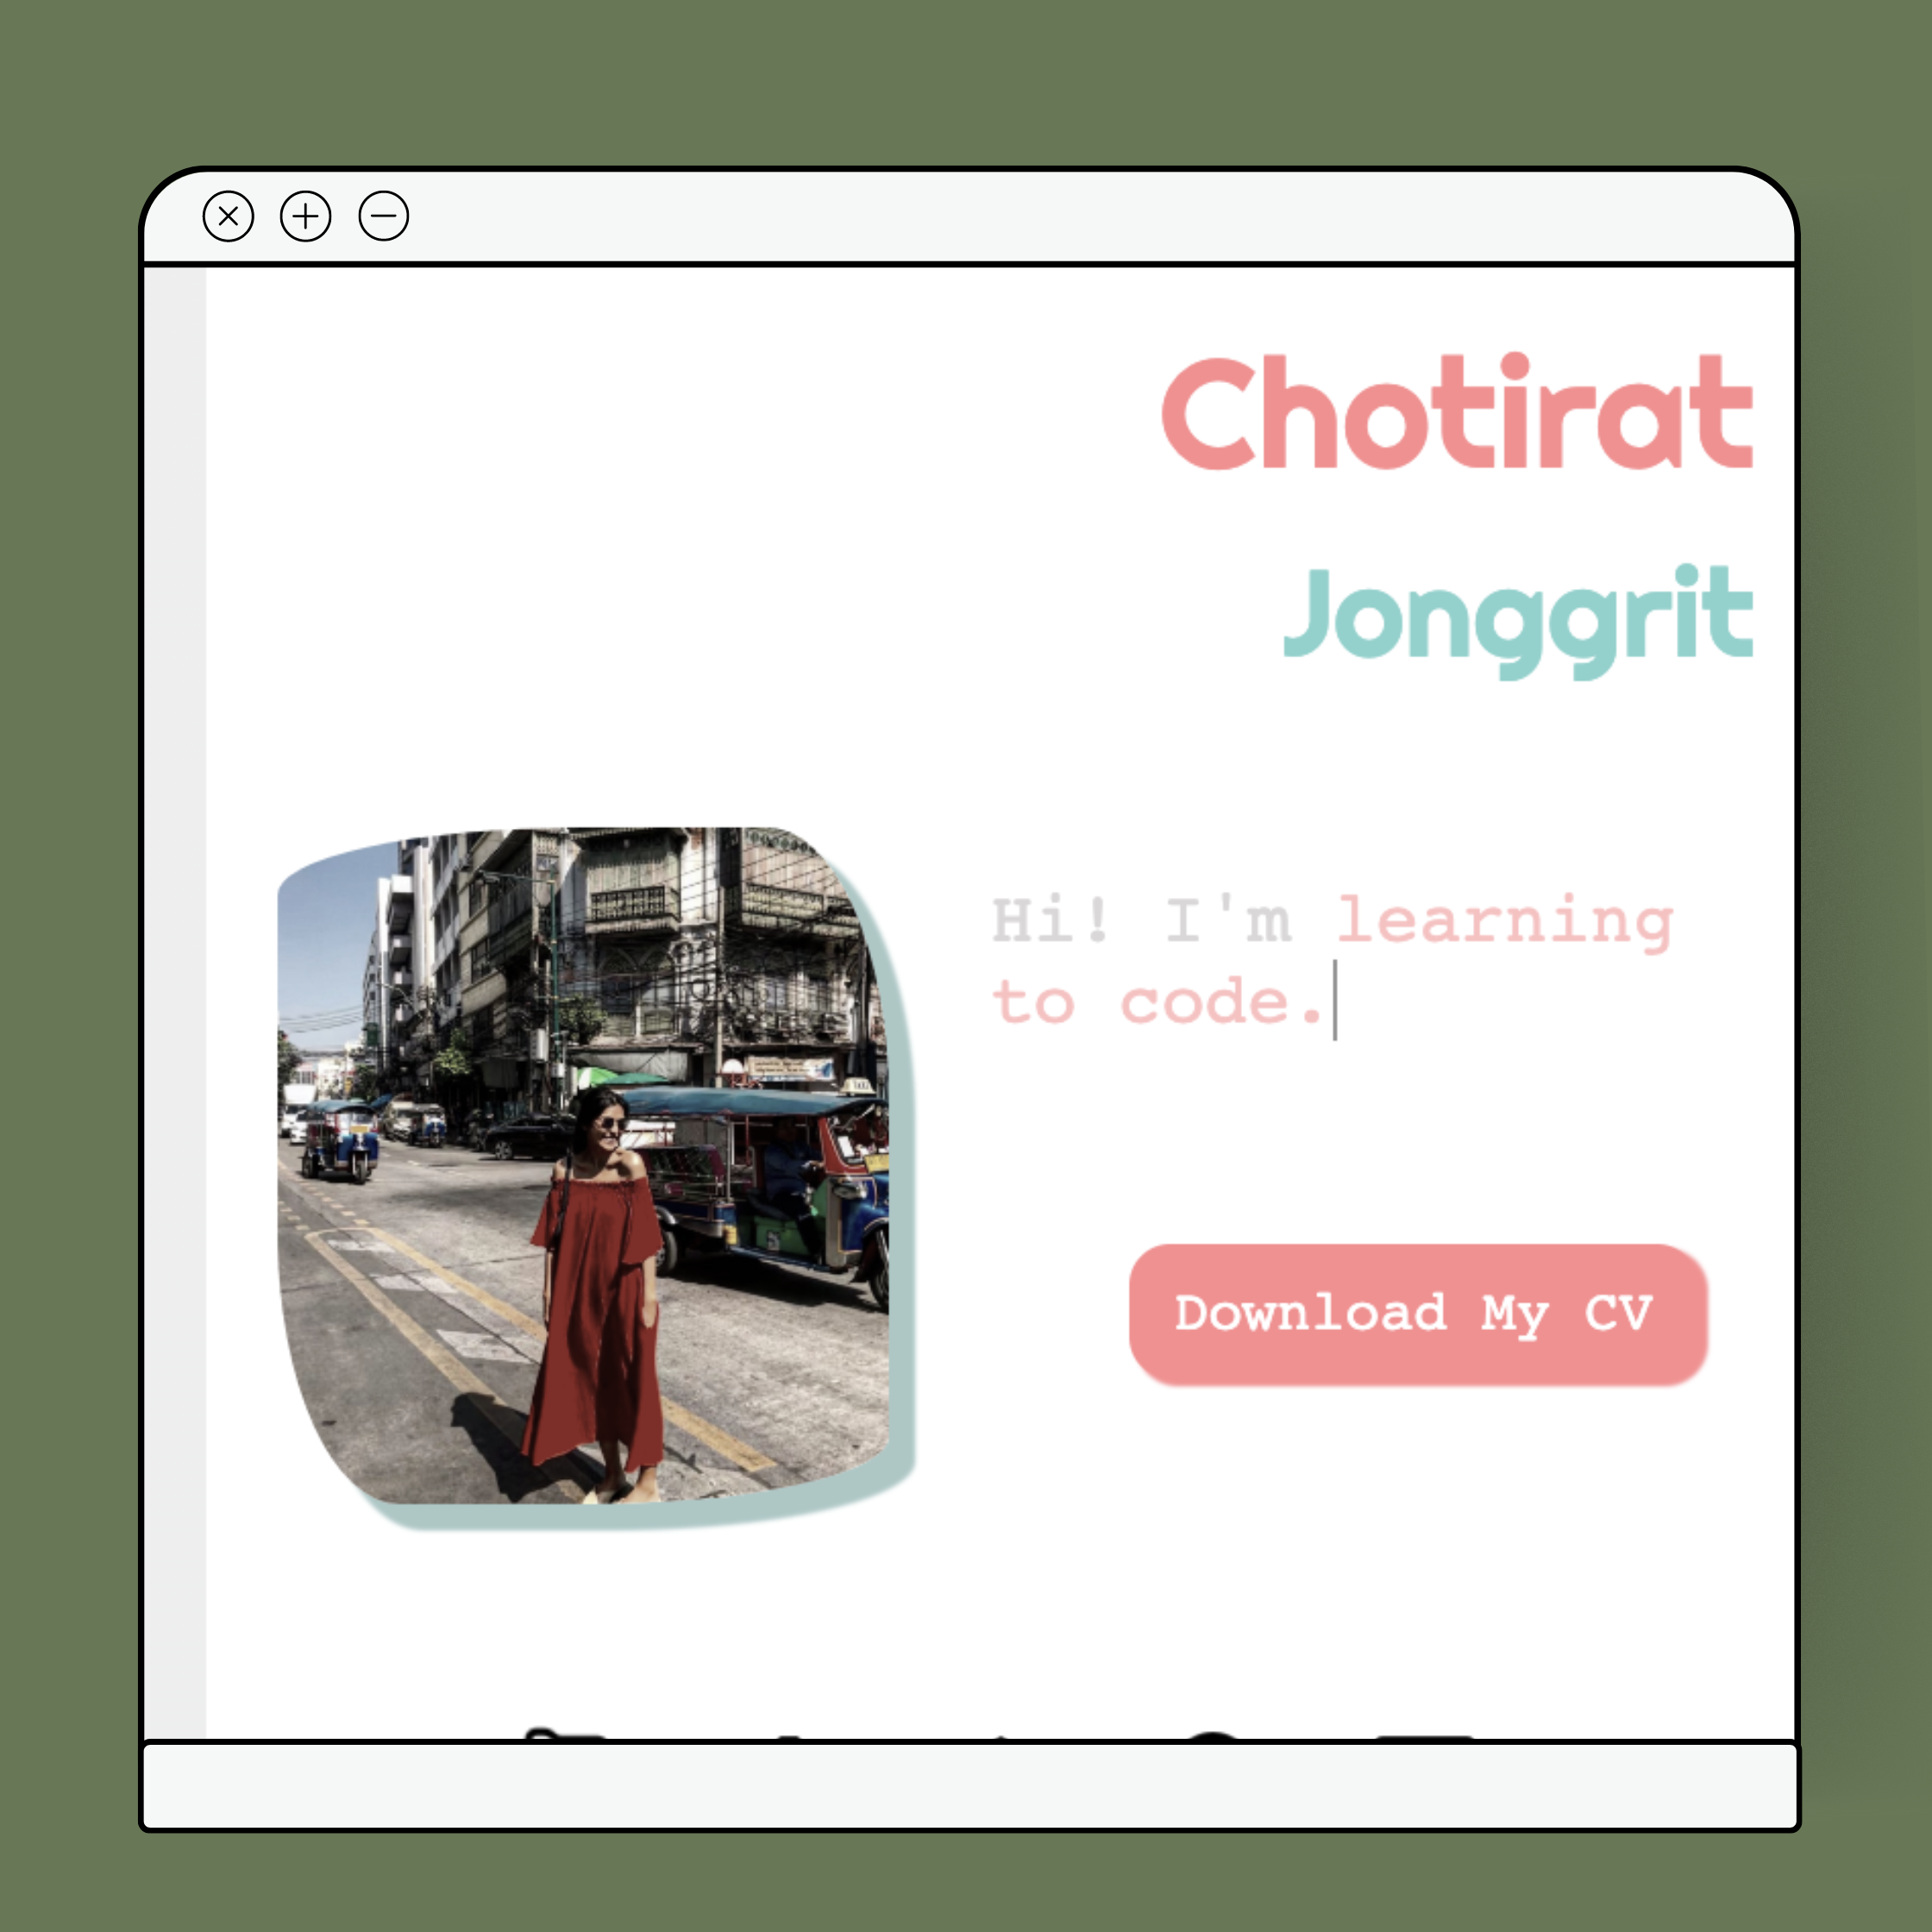 Chotirat
Jonggrit
Hi! I'm learning
to code.
Download My CV